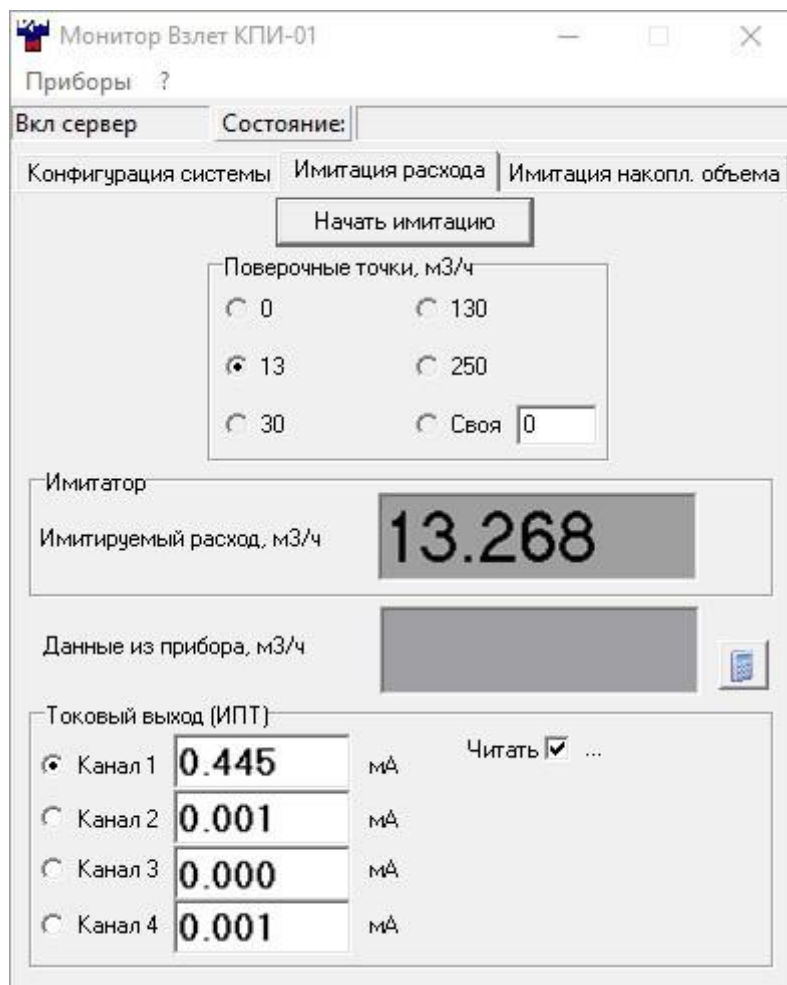 Монитор Взлет КПИ-01
Приборы ?
Вкл сервер Состояние:
Конфигурация системы Имитация расхода Имитация накопл. объема
Начать имитацию
Поверочные точки, м3/ч
0 130
13 250
30 Своя 0
Имитатор
Имитируемый расход, м3/ч 13.268
Данные из прибора, м3/ч
Токовый выход (ИПТ)
Канал 1 0.445 мА Читать ...
Канал 2 0.001 мА
Канал 3 0.000 мА
Канал 4 0.001 мА